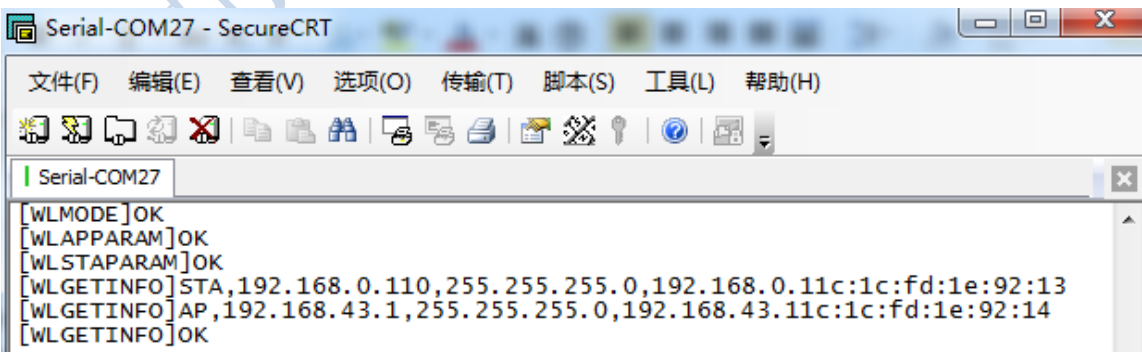 Serial-COM27 - SecureCRT
文件(F) 编辑(E) 查看(V) 选项(O) 传输(T) 脚本(S) 工具(L) 帮助(H)
Serial-COM27
[WLMODE]OK
[WLAPPARAM]OK
[WLSTAPARAM]OK
[WLGETINFO]STA,192.168.0.110,255.255.255.0,192.168.0.11c:1c:fd:1e:92:13
[WLGETINFO]AP,192.168.43.1,255.255.255.0,192.168.43.11c:1c:fd:1e:92:14
[WLGETINFO]OK